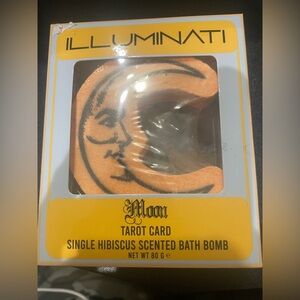 ILLUMINATI
Moon
TAROT CARD
SINGLE HIBISCUS SCENTED BATH BOMB
NET WT 80 G ℮